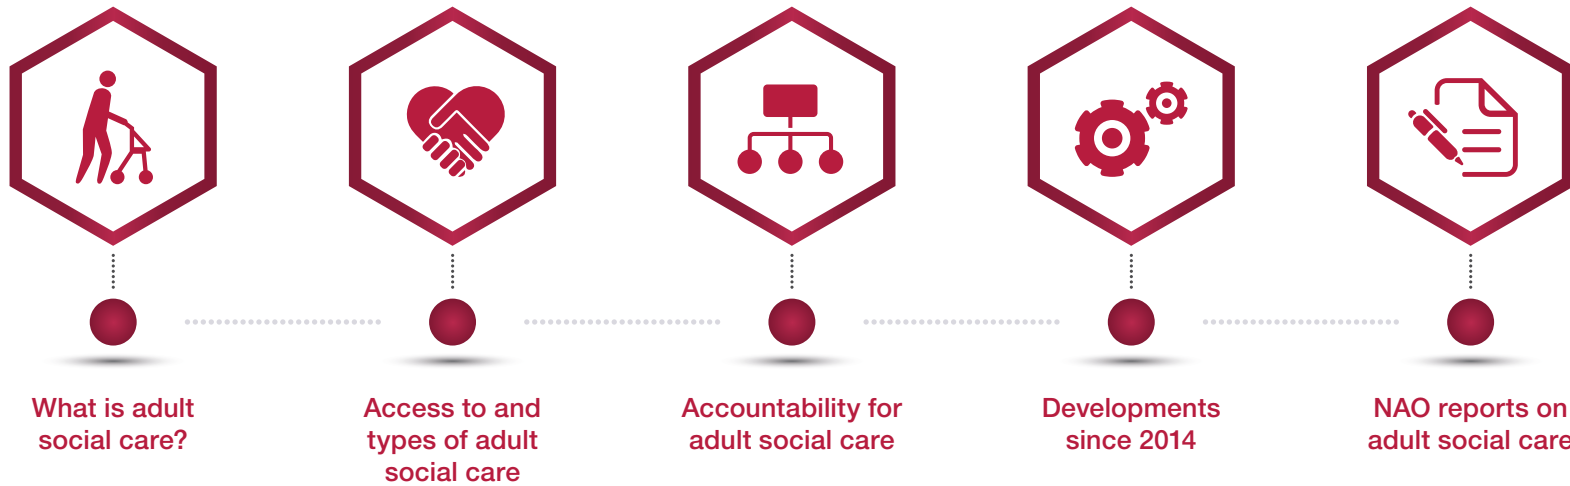 What is adult
social care?
Access to and
types of adult
social care
Accountability for
adult social care
Developments
since 2014
NAO reports on
adult social care